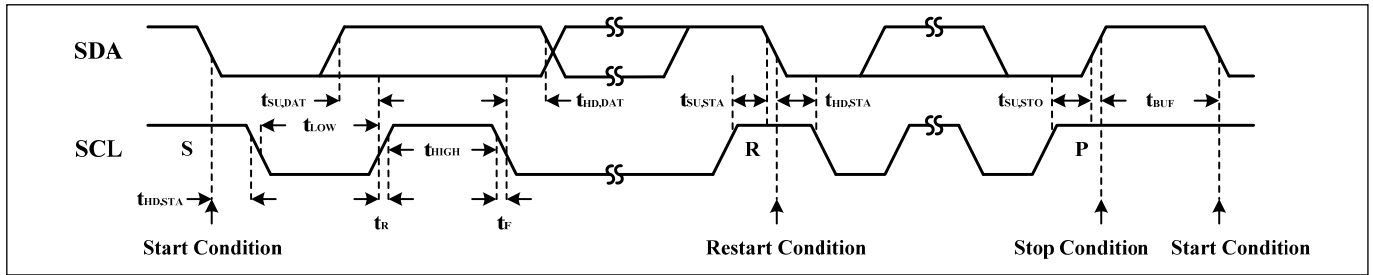 SDA
tSU,DAT
tHD,DAT
tSU,STA
tHD,STA
tSU,STO
tBUF
tLOW
SCL
S
tHIGH
R
P
tHD,STA
tR
tF
Start Condition
Restart Condition
Stop Condition
Start Condition